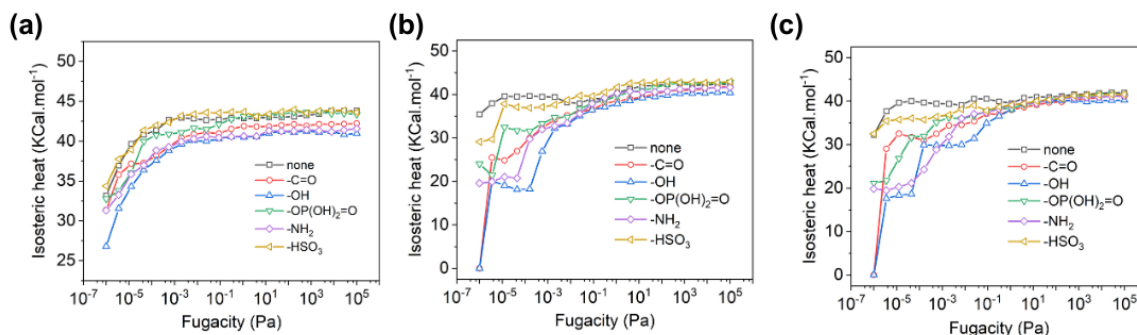 (a)
Isosteric heat (KCal.mol⁻¹)
50
45
40
35
30
25
none
-C=O
-OH
-OP(OH)₂=O
-NH₂
-HSO₃
10⁻⁷ 10⁻⁵ 10⁻³ 10⁻¹ 10¹ 10³ 10⁵
Fugacity (Pa)
(b)
Isosteric heat (KCal.mol⁻¹)
50
40
30
20
10
0
none
-C=O
-OH
-OP(OH)₂=O
-NH₂
-HSO₃
10⁻⁷ 10⁻⁵ 10⁻³ 10⁻¹ 10¹ 10³ 10⁵
Fugacity (Pa)
(c)
Isosteric heat (KCal.mol⁻¹)
50
40
30
20
10
0
none
-C=O
-OH
-OP(OH)₂=O
-NH₂
-HSO₃
10⁻⁷ 10⁻⁵ 10⁻³ 10⁻¹ 10¹ 10³ 10⁵
Fugacity (Pa)